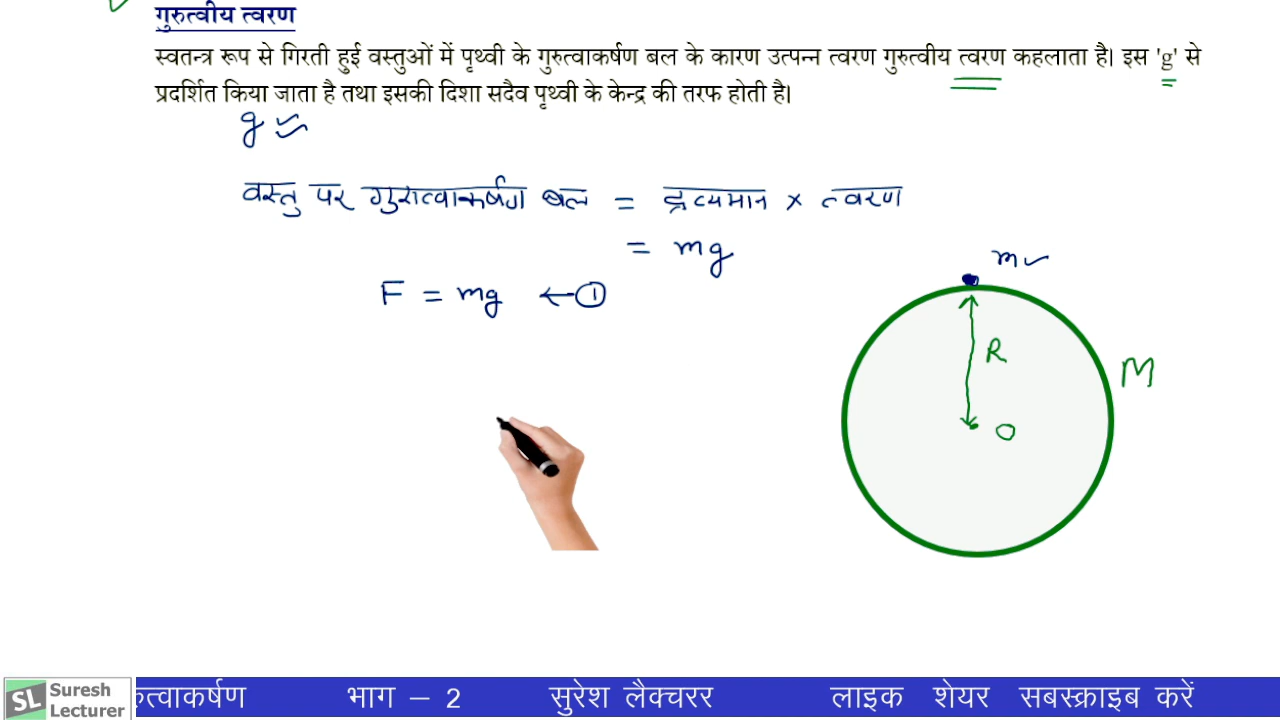 गुरुत्वीय त्वरण
स्वतन्त्र रूप से गिरती हुई वस्तुओं में पृथ्वी के गुरुत्वाकर्षण बल के कारण उत्पन्न त्वरण गुरुत्वीय त्वरण कहलाता है। इस 'g' से
प्रदर्शित किया जाता है तथा इसकी दिशा सदैव पृथ्वी के केन्द्र की तरफ होती है।
g
वस्तु पर गुरुत्वाकर्षण बल = द्रव्यमान × त्वरण
= mg
F = mg ← ①
m
R
M
O
SL Suresh Lecturer
रुत्वाकर्षण भाग – 2 सुरेश लैक्चरर लाइक शेयर सबस्क्राइब करें